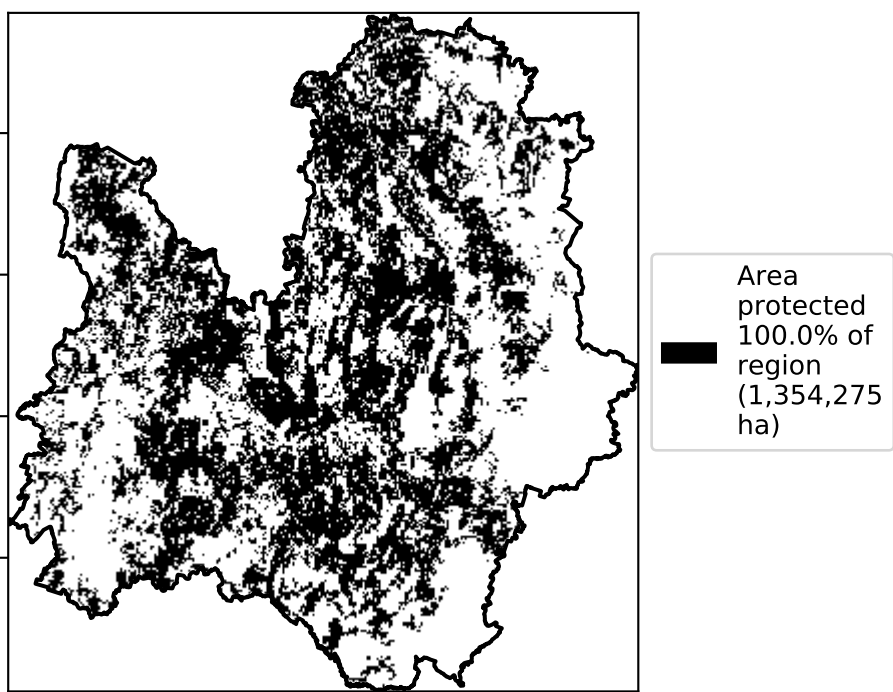 Area
protected
100.0% of
region
(1,354,275
ha)